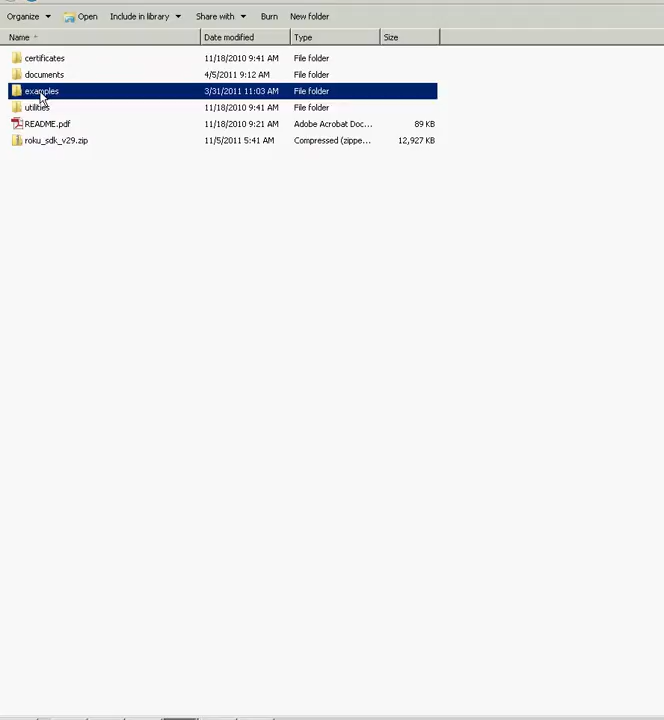 Organize Open Include in library Share with Burn New folder
Name Date modified Type Size
certificates 11/18/2010 9:41 AM File folder
documents 4/5/2011 9:12 AM File folder
examples 3/31/2011 11:03 AM File folder
utilities 11/18/2010 9:41 AM File folder
README.pdf 11/18/2010 9:21 AM Adobe Acrobat Doc... 89 KB
roku_sdk_v29.zip 11/5/2011 5:41 AM Compressed (zippe... 12,927 KB